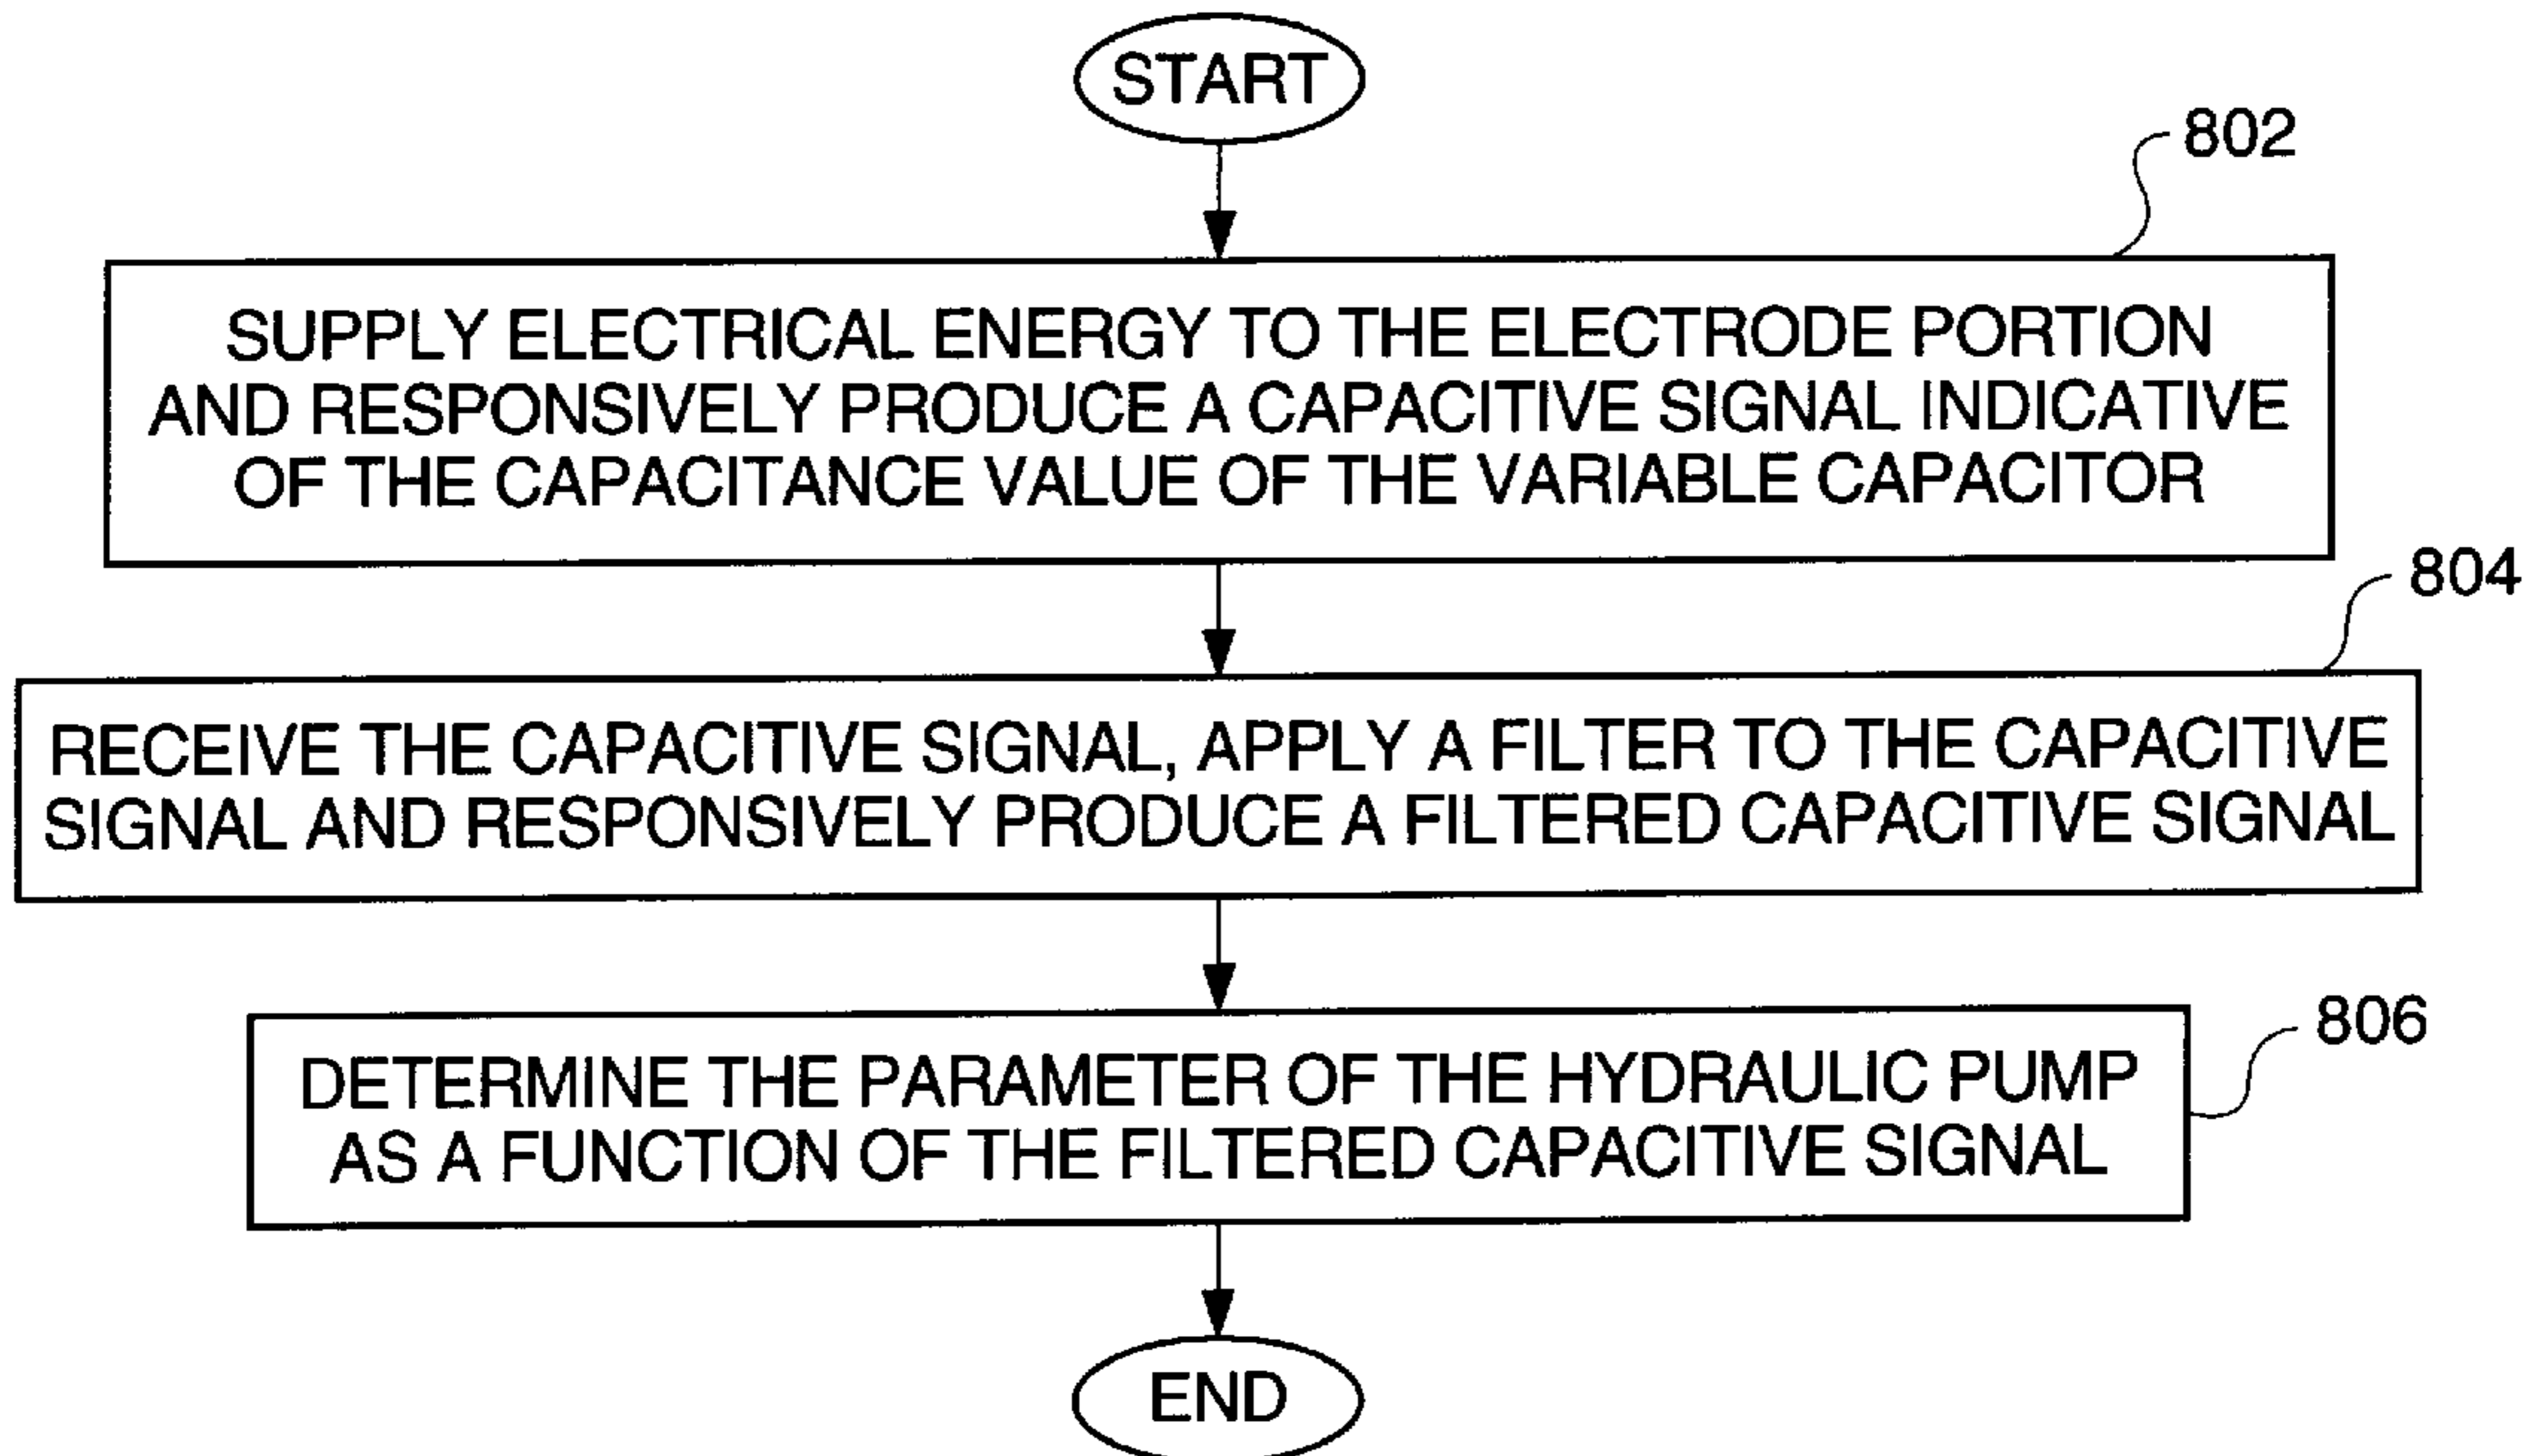 START
802
SUPPLY ELECTRICAL ENERGY TO THE ELECTRODE PORTION
AND RESPONSIVELY PRODUCE A CAPACITIVE SIGNAL INDICATIVE
OF THE CAPACITANCE VALUE OF THE VARIABLE CAPACITOR
804
RECEIVE THE CAPACITIVE SIGNAL, APPLY A FILTER TO THE CAPACITIVE
SIGNAL AND RESPONSIVELY PRODUCE A FILTERED CAPACITIVE SIGNAL
806
DETERMINE THE PARAMETER OF THE HYDRAULIC PUMP
AS A FUNCTION OF THE FILTERED CAPACITIVE SIGNAL
END